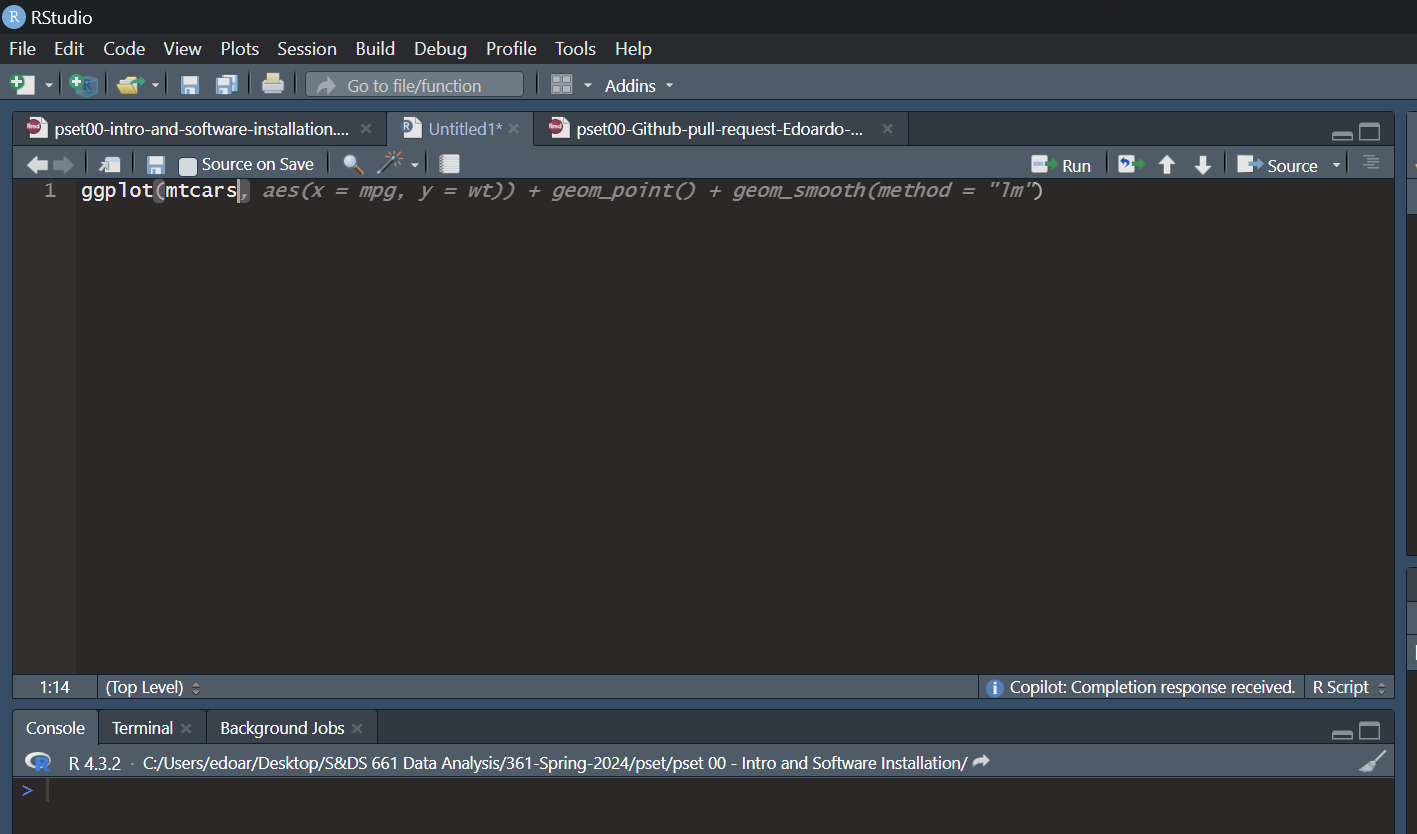 RStudio
File Edit Code View Plots Session Build Debug Profile Tools Help
Go to file/function Addins
pset00-intro-and-software-installation.... Untitled1* pset00-Github-pull-request-Edoardo-...
Source on Save Run Source
1 ggplot(mtcars, aes(x = mpg, y = wt)) + geom_point() + geom_smooth(method = "lm")
1:14 (Top Level) Copilot: Completion response received. R Script
Console Terminal Background Jobs
R 4.3.2 · C:/Users/edoar/Desktop/S&DS 661 Data Analysis/361-Spring-2024/pset/pset 00 - Intro and Software Installation/
>